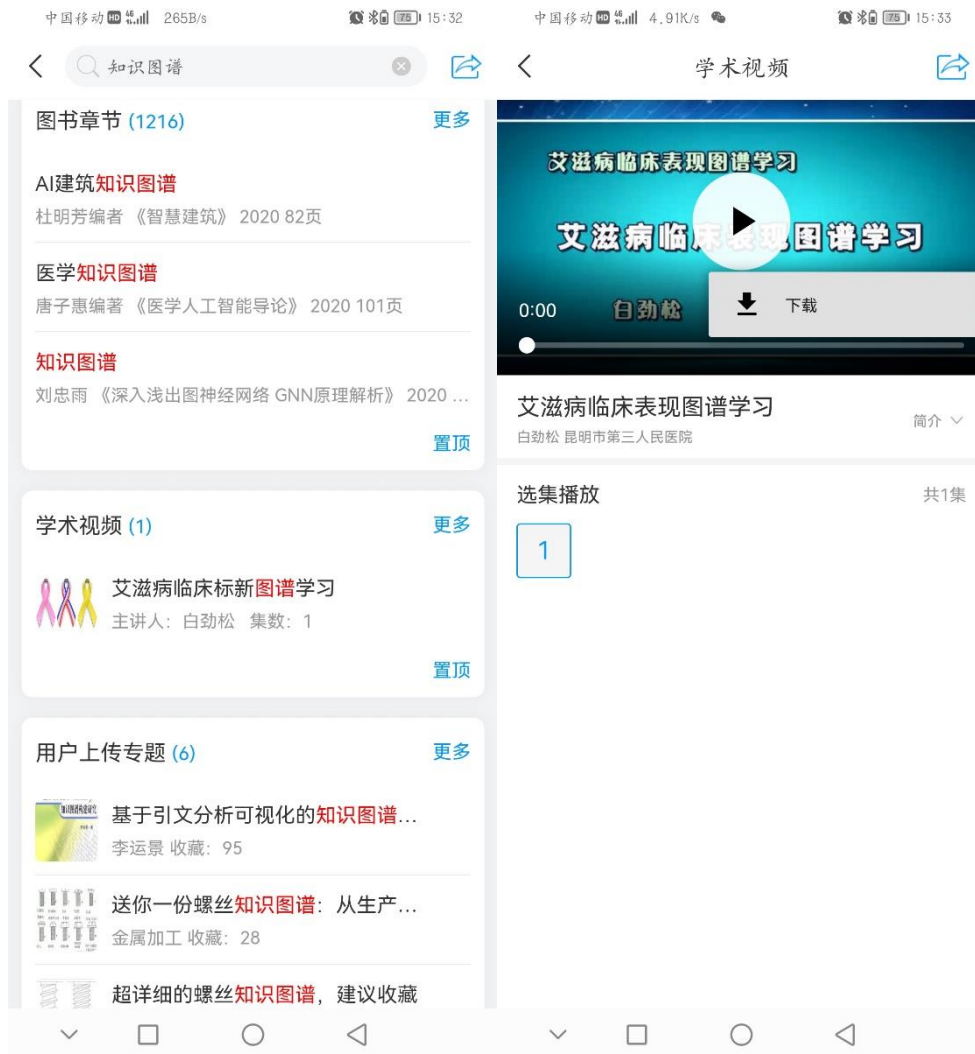 中国移动 HD 4G 265B/s 75 15:32
知识图谱
图书章节 (1216) 更多
AI建筑知识图谱
杜明芳编者 《智慧建筑》 2020 82页
医学知识图谱
唐子惠编著 《医学人工智能导论》 2020 101页
知识图谱
刘忠雨 《深入浅出图神经网络 GNN原理解析》 2020 ...
置顶
学术视频 (1) 更多
艾滋病临床标新图谱学习
主讲人：白劲松 集数：1
置顶
用户上传专题 (6) 更多
基于引文分析可视化的知识图谱...
李运景 收藏：95
送你一份螺丝知识图谱：从生产...
金属加工 收藏：28
超详细的螺丝知识图谱，建议收藏
中国移动 HD 4G 4.91K/s 75 15:33
学术视频
艾滋病临床表现图谱学习
艾滋病临床表现图谱学习
白劲松
下载
0:00
艾滋病临床表现图谱学习
白劲松 昆明市第三人民医院
简介
选集播放 共1集
1